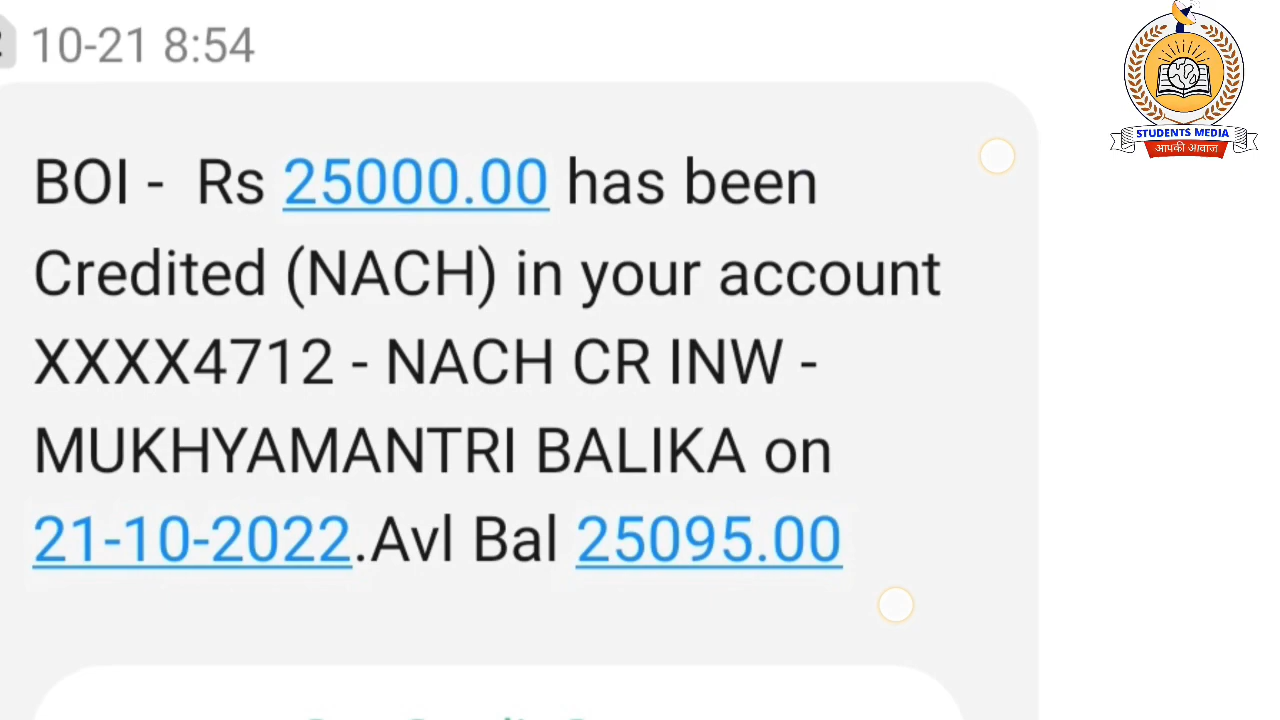 10-21 8:54
BOI - Rs 25000.00 has been
Credited (NACH) in your account
XXXX4712 - NACH CR INW -
MUKHYAMANTRI BALIKA on
21-10-2022.Avl Bal 25095.00
STUDENTS MEDIA
आपकी आवाज